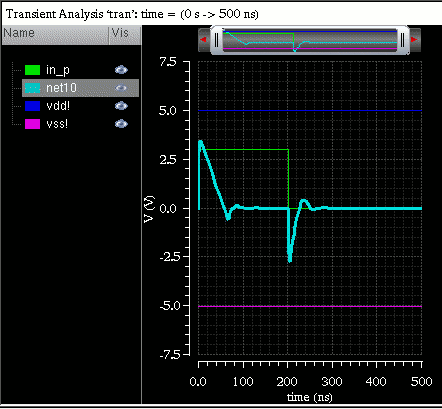 Transient Analysis 'tran': time = (0 s -> 500 ns)
Name Vis
in_p
net10
vdd!
vss!
7.5
5.0
2.5
0.0
-2.5
-5.0
-7.5
V (V)
0.0 100 200 300 400 500
time (ns)